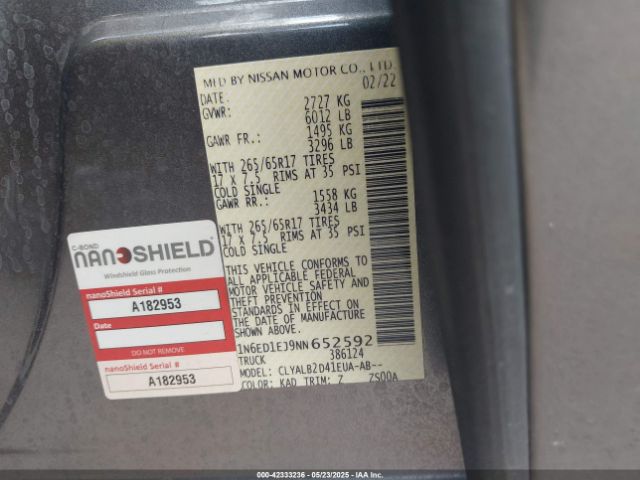 MFD BY NISSAN MOTOR CO., LTD.
DATE: 02/22
GVWR: 2727 KG
6012 LB
GAWR FR.: 1495 KG
3296 LB
WITH 265/65R17 TIRES
17 X 7.5 RIMS AT 35 PSI
COLD SINGLE
GAWR RR.: 1558 KG
3434 LB
WITH 265/65R17 TIRES
17 X 7.5 RIMS AT 35 PSI
COLD SINGLE
THIS VEHICLE CONFORMS TO
ALL APPLICABLE FEDERAL
MOTOR VEHICLE SAFETY AND
THEFT PREVENTION
STANDARDS IN EFFECT ON
THE DATE OF MANUFACTURE
SHOWN ABOVE.
1N6ED1EJ9NN652592
TRUCK 386124
MODEL: CLYALB2D41EUA-AB--
COLOR: KAD TRIM: Z ZS00A
C-BOND
NANOSHIELD
Windshield Glass Protection
nanoShield Serial #
A182953
Date
DO NOT REMOVE
nanoShield Serial #
A182953
000-42333236 - 05/23/2025 - IAA, Inc.